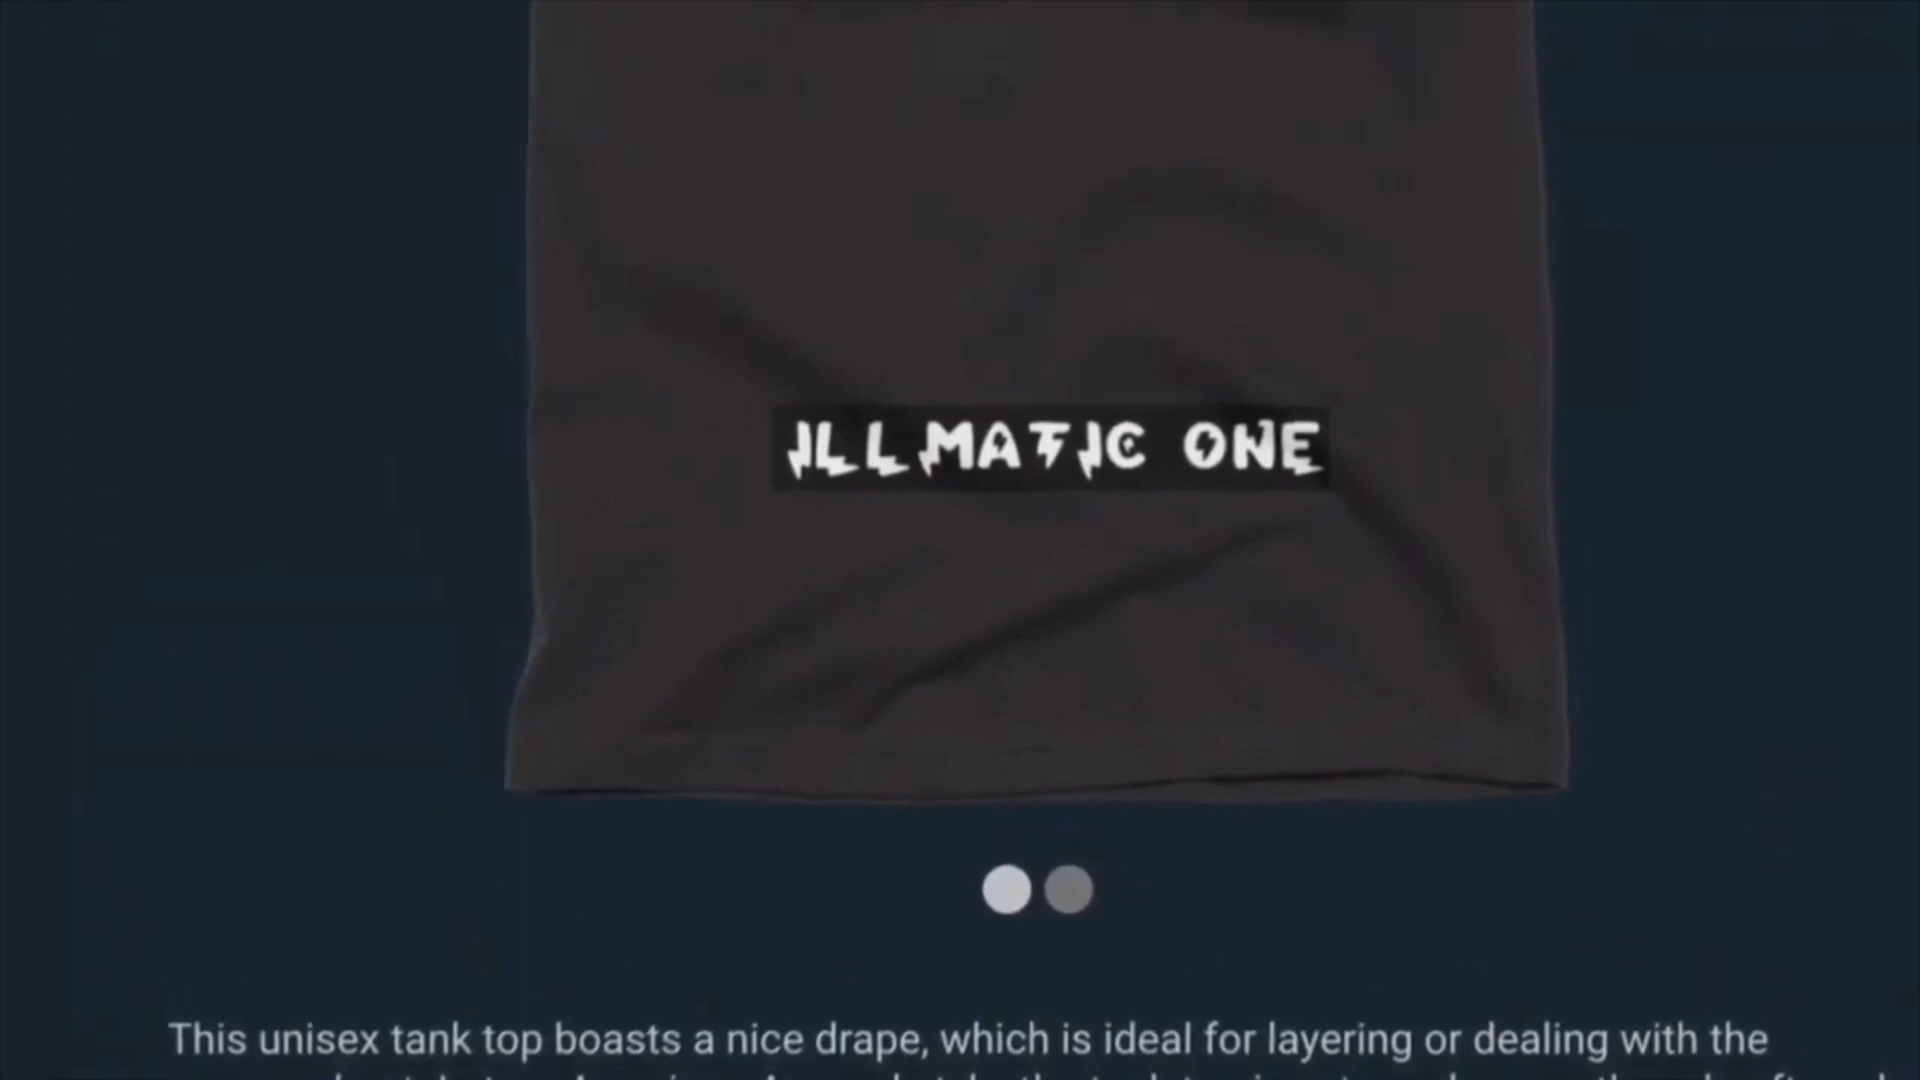 ILLMATIC ONE
This unisex tank top boasts a nice drape, which is ideal for layering or dealing with the